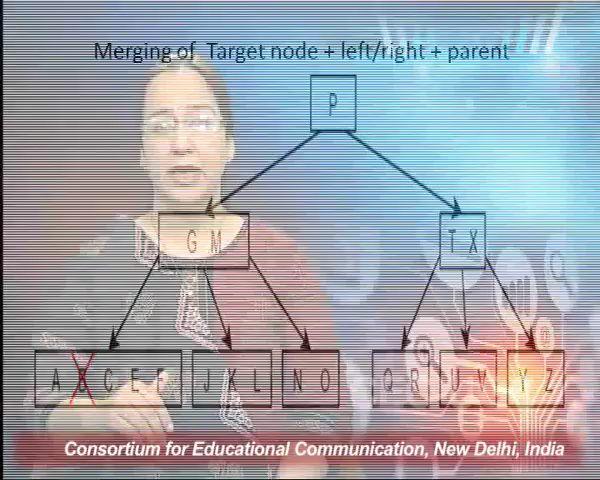 Merging of Target node + left/right + parent
P
G M
T X
A B C E F
J K L
N O
Q R
U V
Y Z
Consortium for Educational Communication, New Delhi, India